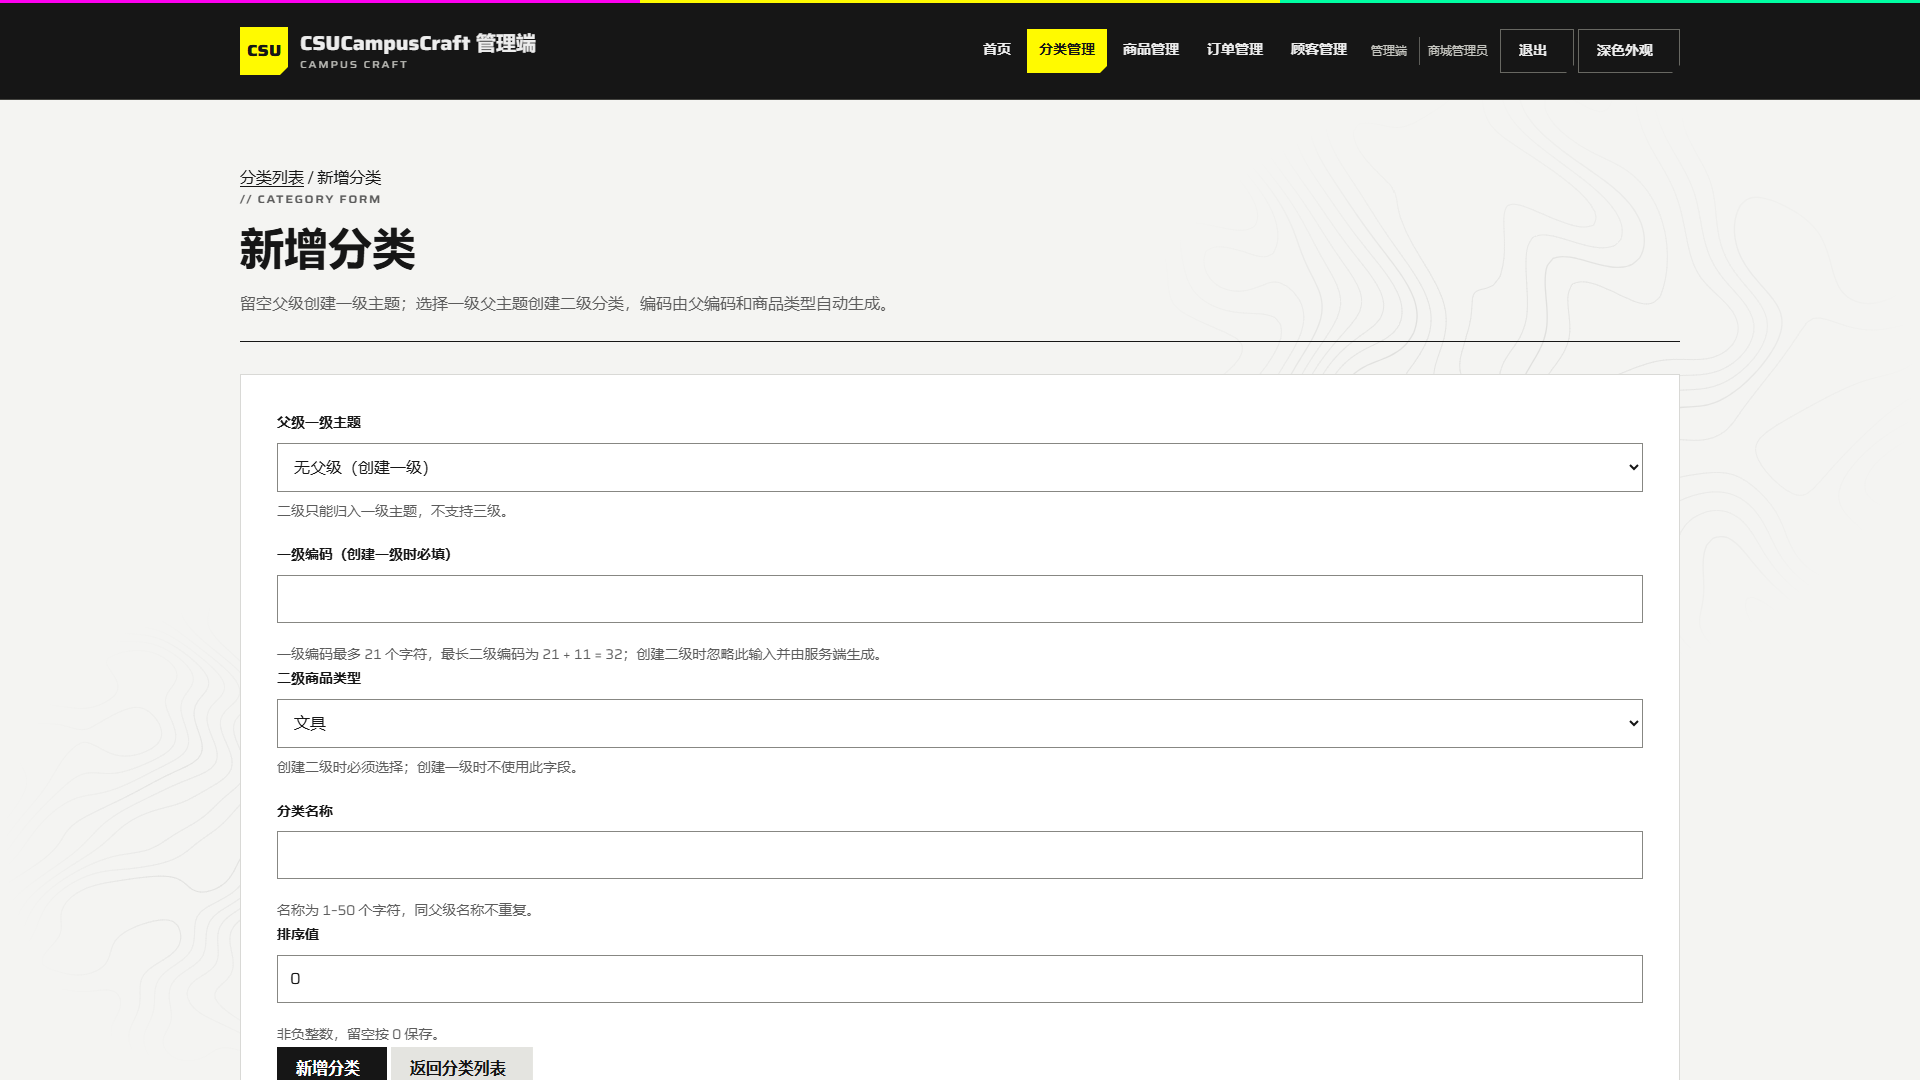 CSU
CSUCampusCraft 管理端
CAMPUS CRAFT
首页
分类管理
商品管理
订单管理
顾客管理
管理端
商城管理员
退出
深色外观
分类列表 / 新增分类
// CATEGORY FORM
新增分类
留空父级创建一级主题；选择一级父主题创建二级分类，编码由父编码和商品类型自动生成。
父级一级主题
无父级（创建一级）
二级只能归入一级主题，不支持三级。
一级编码（创建一级时必填）
一级编码最多 21 个字符，最长二级编码为 21 + 11 = 32；创建二级时忽略此输入并由服务端生成。
二级商品类型
文具
创建二级时必须选择；创建一级时不使用此字段。
分类名称
名称为 1-50 个字符，同父级名称不重复。
排序值
0
非负整数，留空按 0 保存。
新增分类
返回分类列表